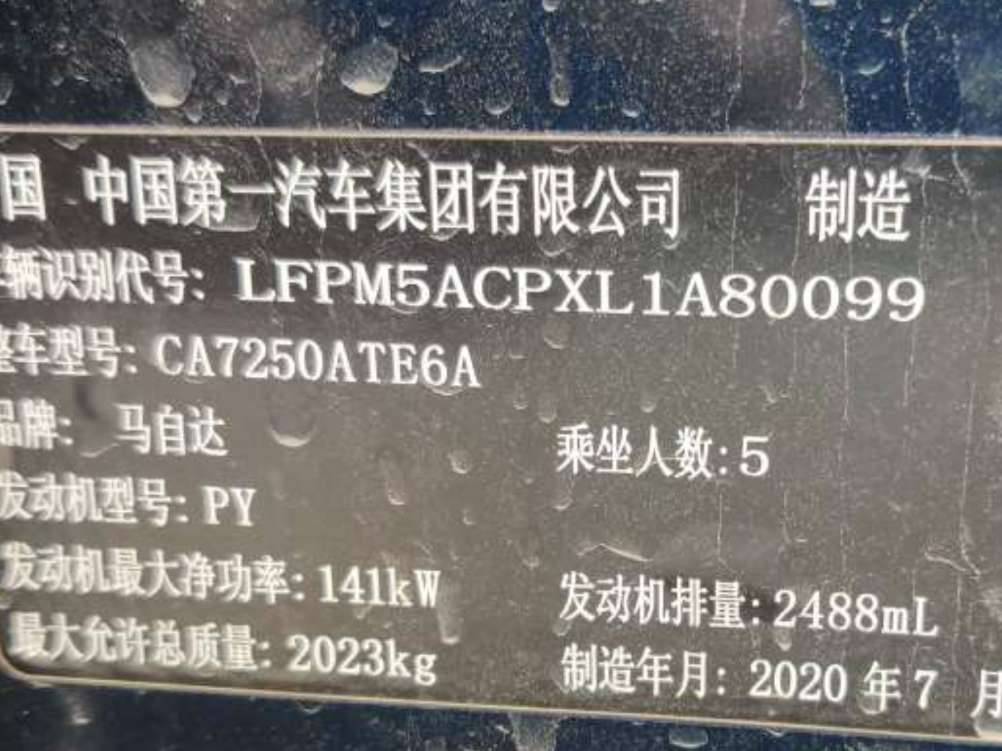 国 中国第一汽车集团有限公司 制造
车辆识别代号: LFPM5ACPXL1A80099
整车型号: CA7250ATE6A
品牌: 马自达 乘坐人数: 5
发动机型号: PY
发动机最大净功率: 141kW 发动机排量: 2488mL
最大允许总质量: 2023kg 制造年月: 2020 年 7 月